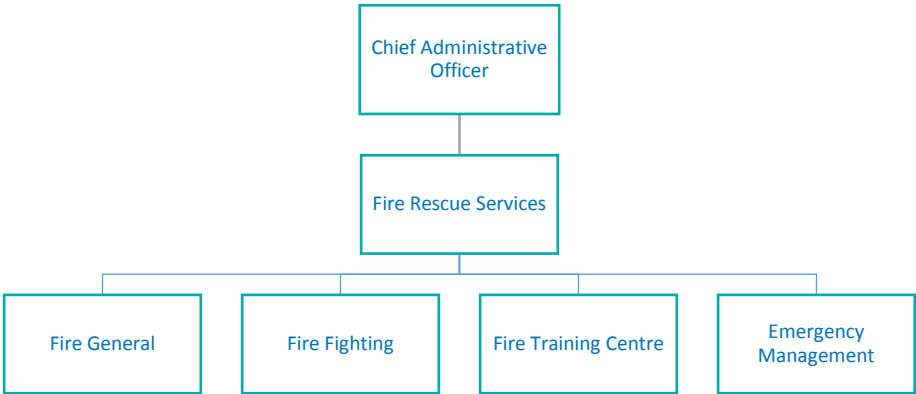 Chief Administrative
Officer
Fire Rescue Services
Fire General
Fire Fighting
Fire Training Centre
Emergency
Management